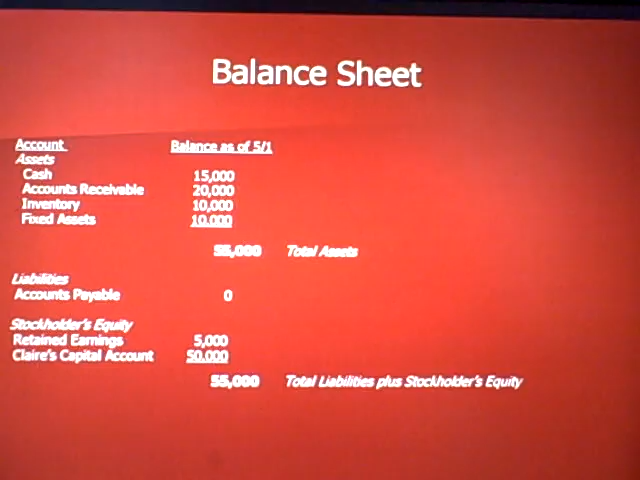 Balance Sheet
Account Balance as of 5/1
Assets
Cash 15,000
Accounts Receivable 20,000
Inventory 10,000
Fixed Assets 10,000
55,000 Total Assets
Liabilities
Accounts Payable 0
Stockholder's Equity
Retained Earnings 5,000
Claire's Capital Account 50,000
55,000 Total Liabilities plus Stockholder's Equity